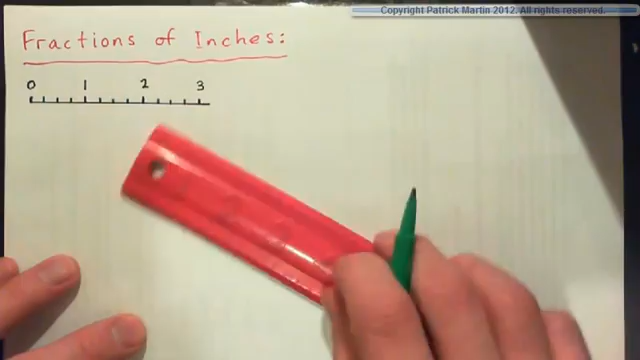 Copyright Patrick Martin 2012. All rights reserved.
Fractions of Inches:
0 1 2 3